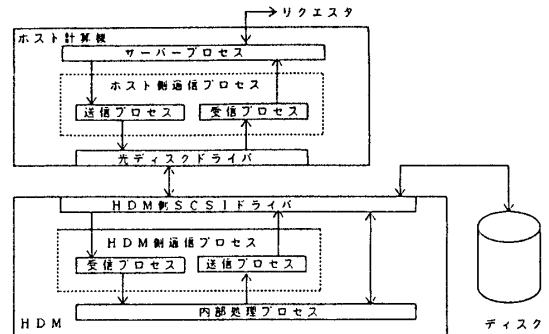 リクエスタ
ホスト計算機
サーバープロセス
ホスト側通信プロセス
送信プロセス 受信プロセス
光ディスクドライバ
HDM側SCSIドライバ
HDM側通信プロセス
受信プロセス 送信プロセス
内部処理プロセス
HDM
ディスク